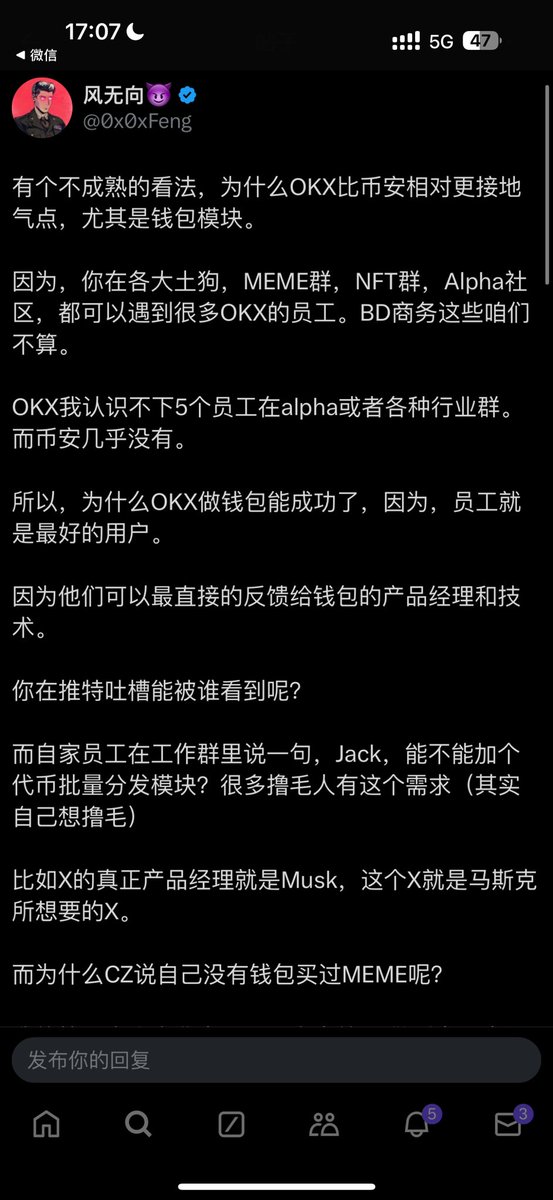 17:07
5G
47
◀ 微信
风无向😈
@0x0xFeng
有个不成熟的看法，为什么OKX比币安相对更接地
气点，尤其是钱包模块。
因为，你在各大土狗，MEME群，NFT群，Alpha社
区，都可以遇到很多OKX的员工。BD商务这些咱们
不算。
OKX我认识不下5个员工在alpha或者各种行业群。
而币安几乎没有。
所以，为什么OKX做钱包能成功了，因为，员工就
是最好的用户。
因为他们可以最直接的反馈给钱包的产品经理和技
术。
你在推特吐槽能被谁看到呢？
而自家员工在工作群里说一句，Jack，能不能加个
代币批量分发模块？很多撸毛人有这个需求（其实
自己想撸毛）
比如X的真正产品经理就是Musk，这个X就是马斯克
所想要的X。
而为什么CZ说自己没有钱包买过MEME呢？
发布你的回复
5
3